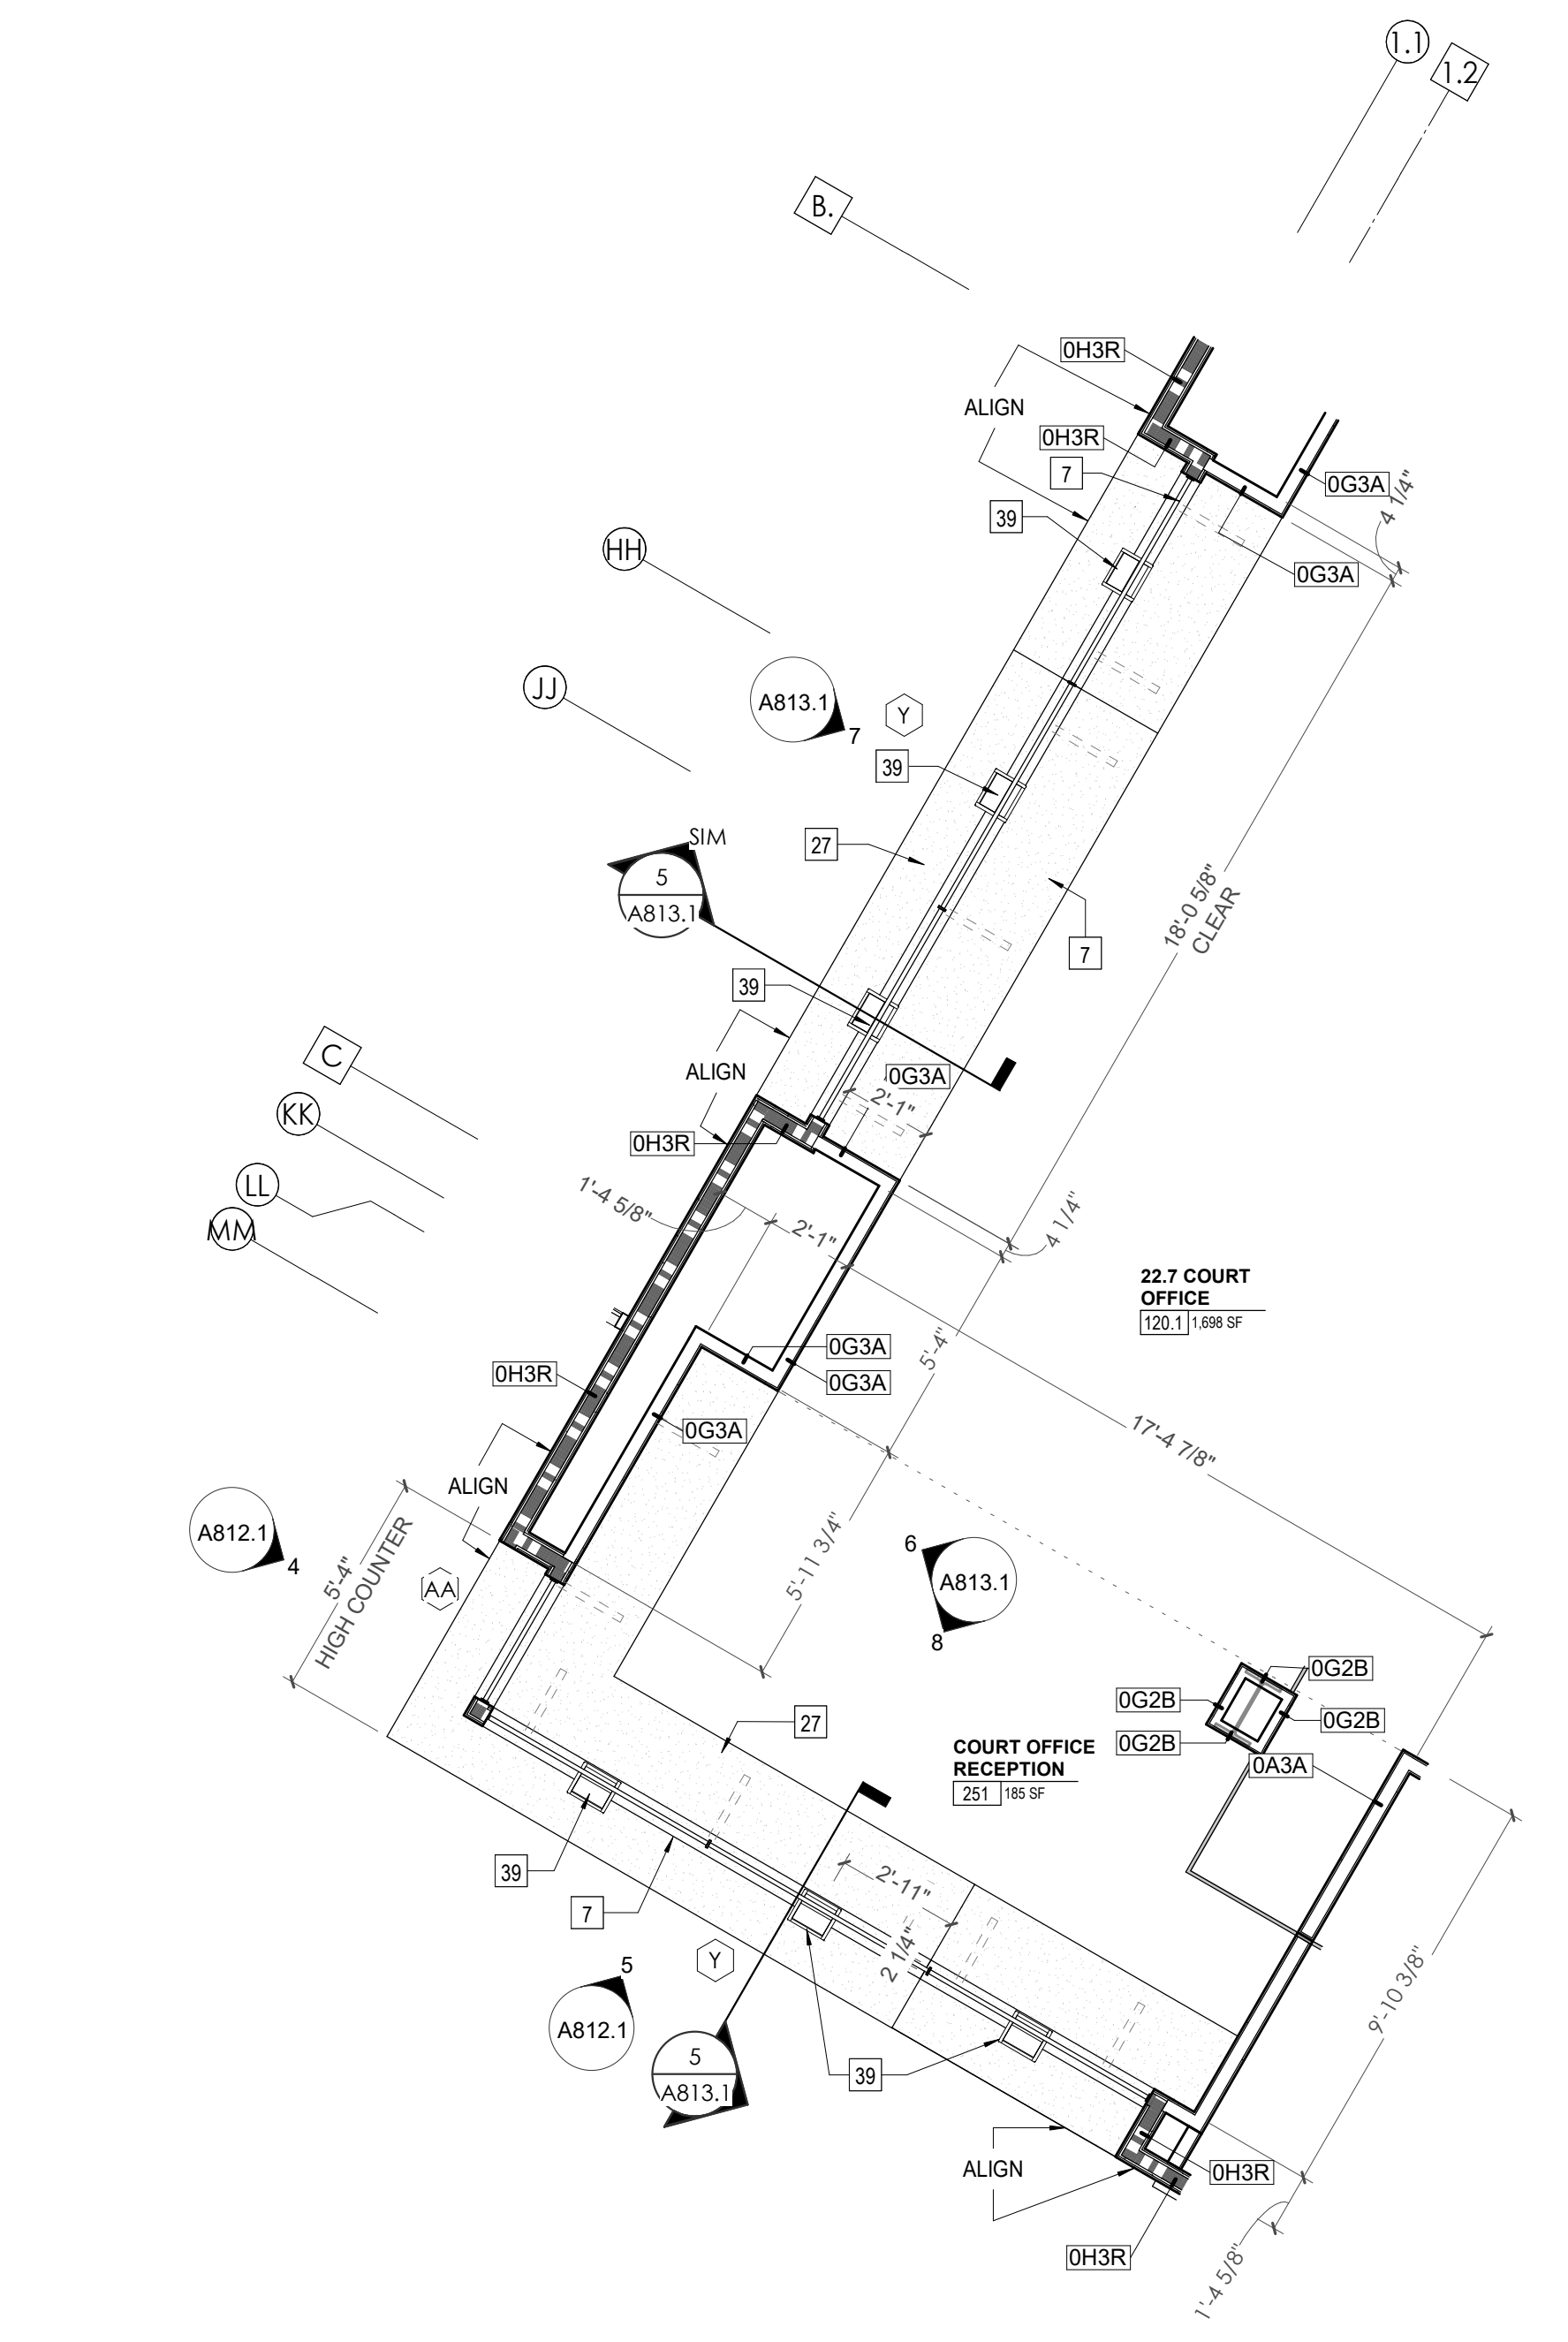 1.1
1.2
B.
0H3R
ALIGN
0H3R
7
0G3A
4 1/4"
39
HH
0G3A
JJ
A813.1
7
Y
39
SIM
27
5
A813.1
18'-0 5/8"
CLEAR
7
39
C
ALIGN
0G3A
2'-1"
KK
0H3R
LL
1'-4 5/8"
MM
2'-1"
4 1/4"
22.7 COURT
OFFICE
120.1 1,698 SF
0G3A
5'-4"
0H3R
0G3A
0G3A
17'-4 7/8"
ALIGN
A812.1
4
5'-4"
HIGH COUNTER
AA
5'-11 3/4"
6
A813.1
8
0G2B
0G2B
0G2B
0G2B
27
COURT OFFICE
RECEPTION
251 185 SF
0A3A
39
7
2'-11"
2 1/4"
Y
5
A812.1
9'-10 3/8"
5
A813.1
39
ALIGN
0H3R
0H3R
1'-4 5/8"